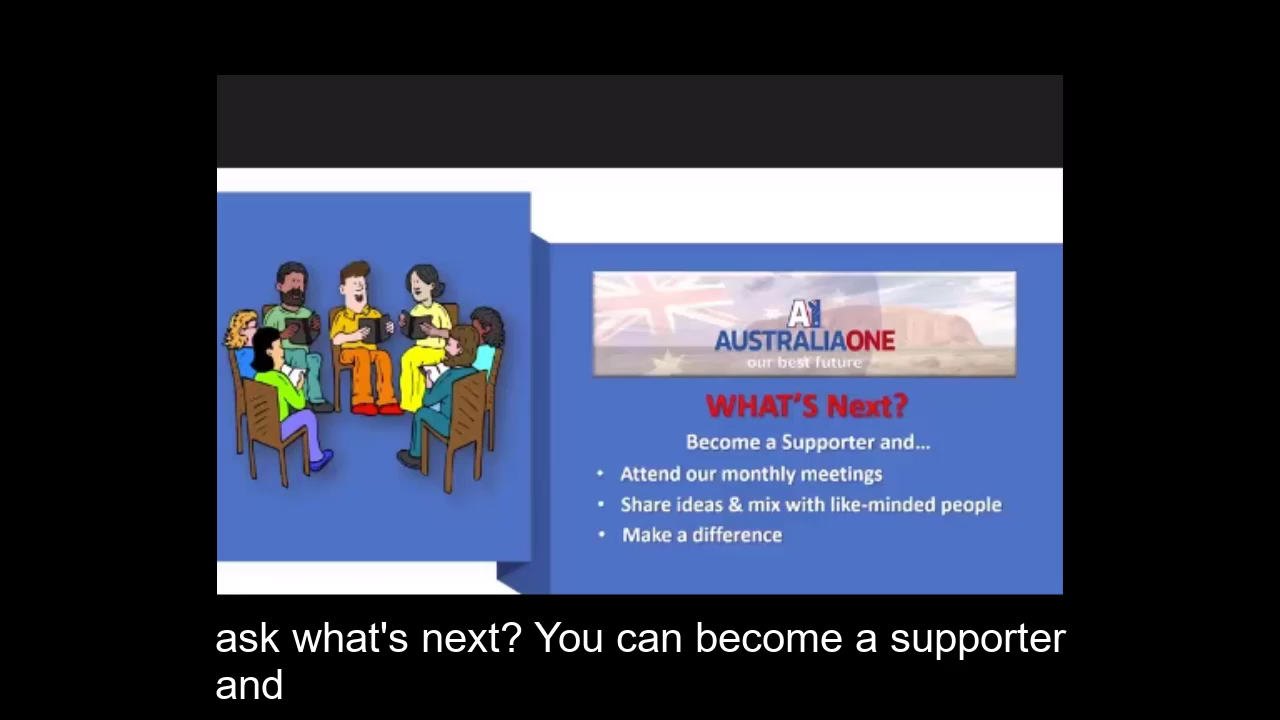 A1
AUSTRALIAONE
our best future
WHAT'S Next?
Become a Supporter and...
• Attend our monthly meetings
• Share ideas & mix with like-minded people
• Make a difference
ask what's next? You can become a supporter
and